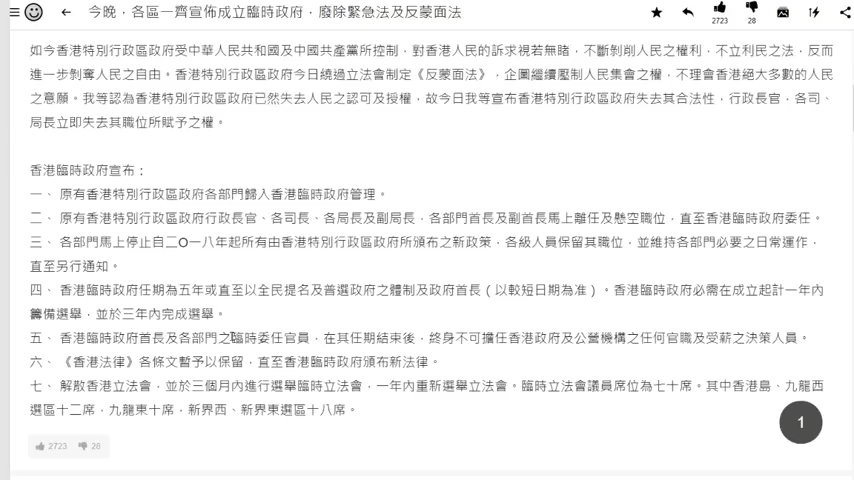 今晚，各區一齊宣佈成立臨時政府，廢除緊急法及反蒙面法
2723
28
如今香港特別行政區政府受中華人民共和國及中國共產黨所控制，對香港人民的訴求視若無睹，不斷剝削人民之權利，不立利民之法，反而
進一步剝奪人民之自由。香港特別行政區政府今日繞過立法會制定《反蒙面法》，企圖繼續壓制人民集會之權，不理會香港絕大多數的人民
之意願。我等認為香港特別行政區政府已然失去人民之認可及授權，故今日我等宣布香港特別行政區政府失去其合法性，行政長官，各司、
局長立即失去其職位所賦予之權。
香港臨時政府宣布：
一、 原有香港特別行政區政府各部門歸入香港臨時政府管理。
二、 原有香港特別行政區政府行政長官、各司長、各局長及副局長，各部門首長及副首長馬上離任及懸空職位，直至香港臨時政府委任。
三、 各部門馬上停止自二O一八年起所有由香港特別行政區政府所頒布之新政策，各級人員保留其職位，並維持各部門必要之日常運作，
直至另行通知。
四、 香港臨時政府任期為五年或直至以全民提名及普選政府之體制及政府首長（以較短日期為准）。香港臨時政府必需在成立起計一年內
籌備選舉，並於三年內完成選舉。
五、 香港臨時政府首長及各部門之臨時委任官員，在其任期結束後，終身不可擔任香港政府及公營機構之任何官職及受薪之決策人員。
六、 《香港法律》各條文暫予以保留，直至香港臨時政府頒布新法律。
七、 解散香港立法會，並於三個月內進行選舉臨時立法會，一年內重新選舉立法會。臨時立法會議員席位為七十席。其中香港島、九龍西
選區十二席，九龍東十席，新界西、新界東選區十八席。
1
2723 28